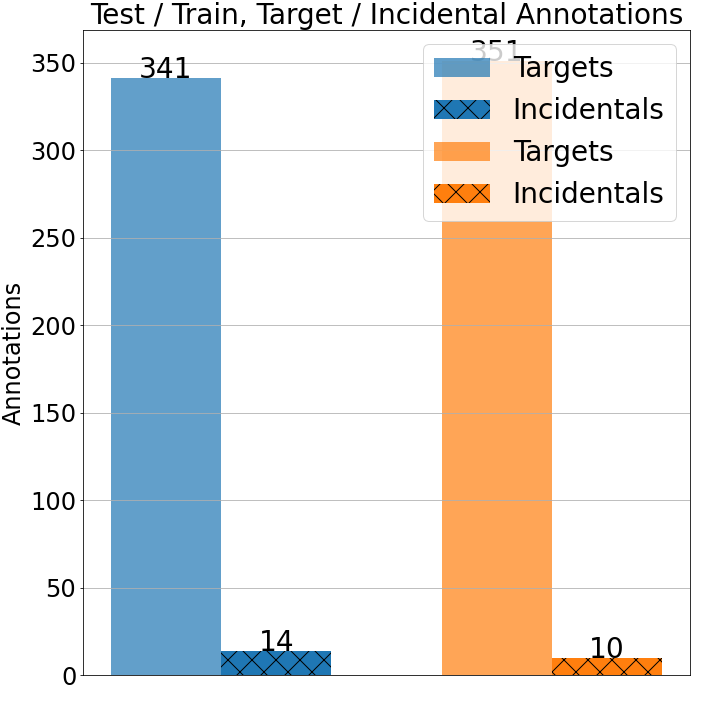 Test / Train, Target / Incidental Annotations
Annotations
350
300
250
200
150
100
50
0
341
14
351
10
Targets
Incidentals
Targets
Incidentals